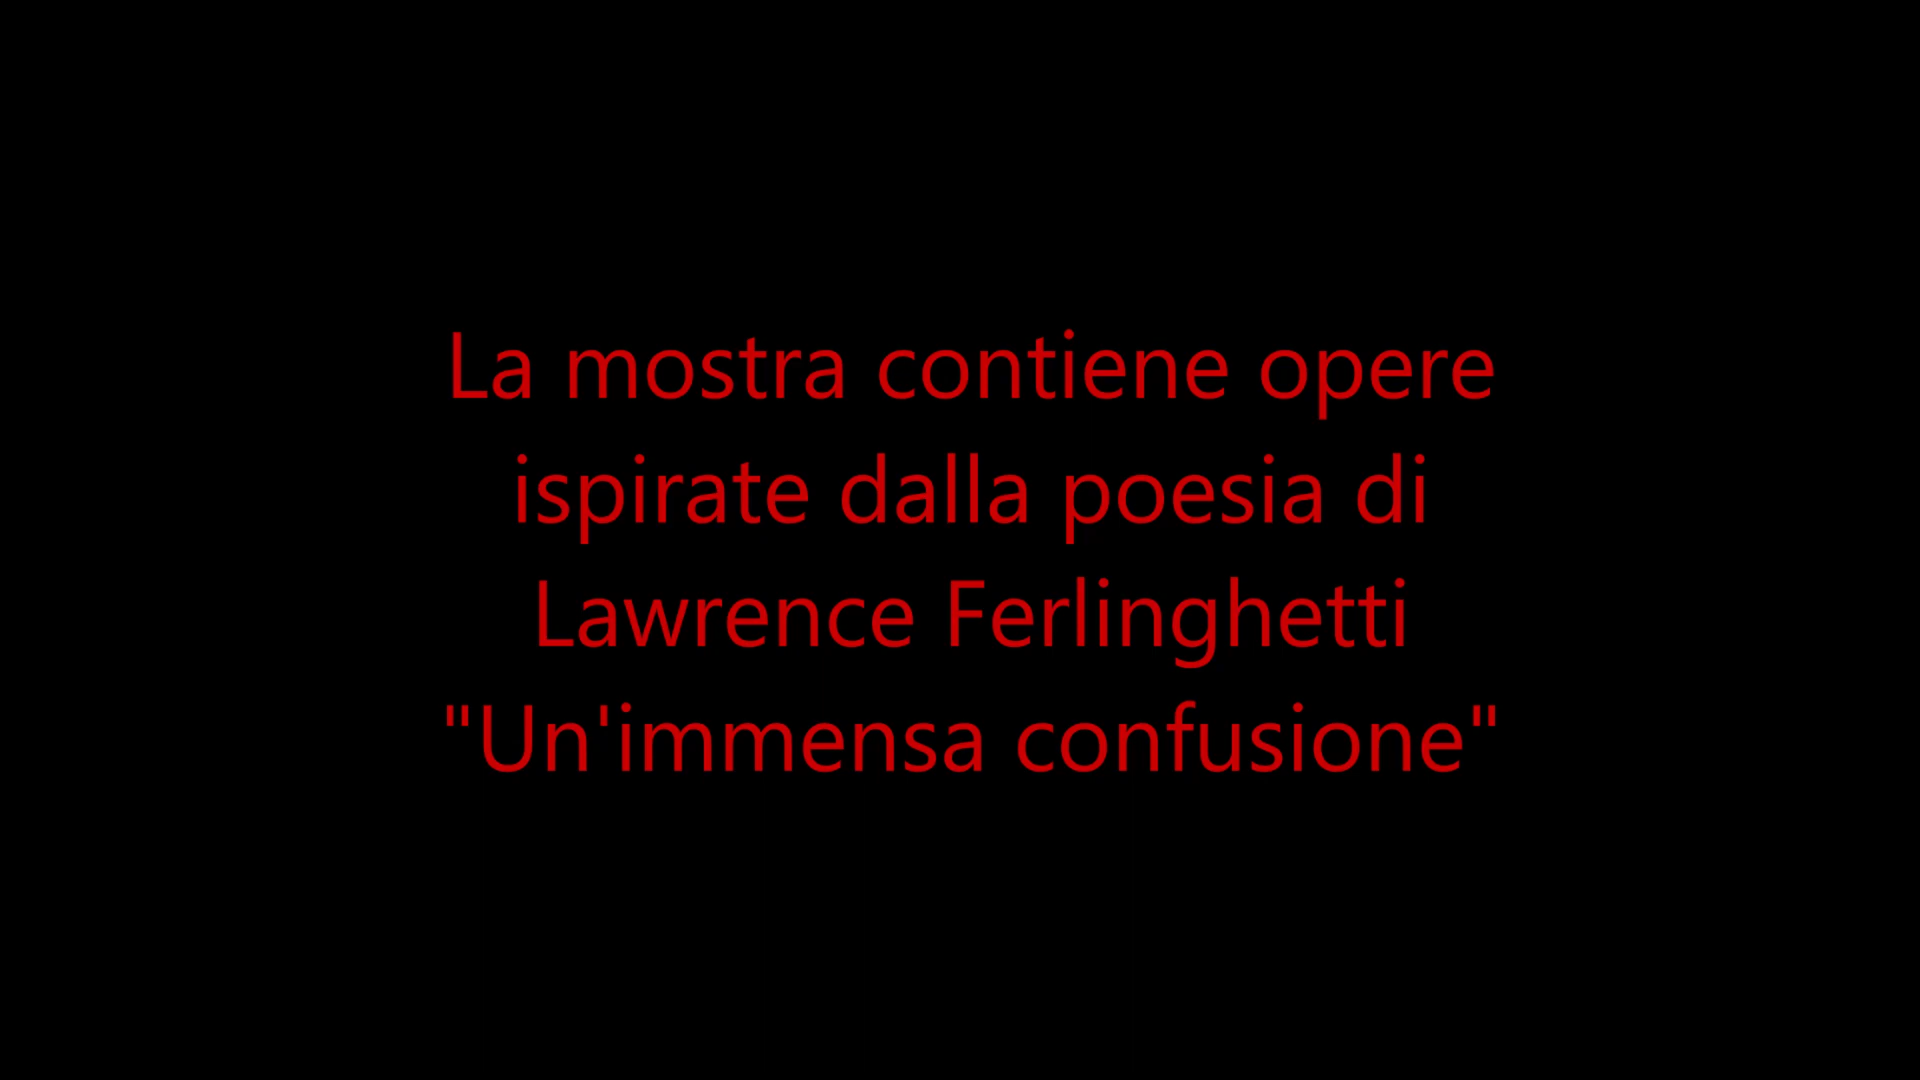 La mostra contiene opere
ispirate dalla poesia di
Lawrence Ferlinghetti
"Un'immensa confusione"